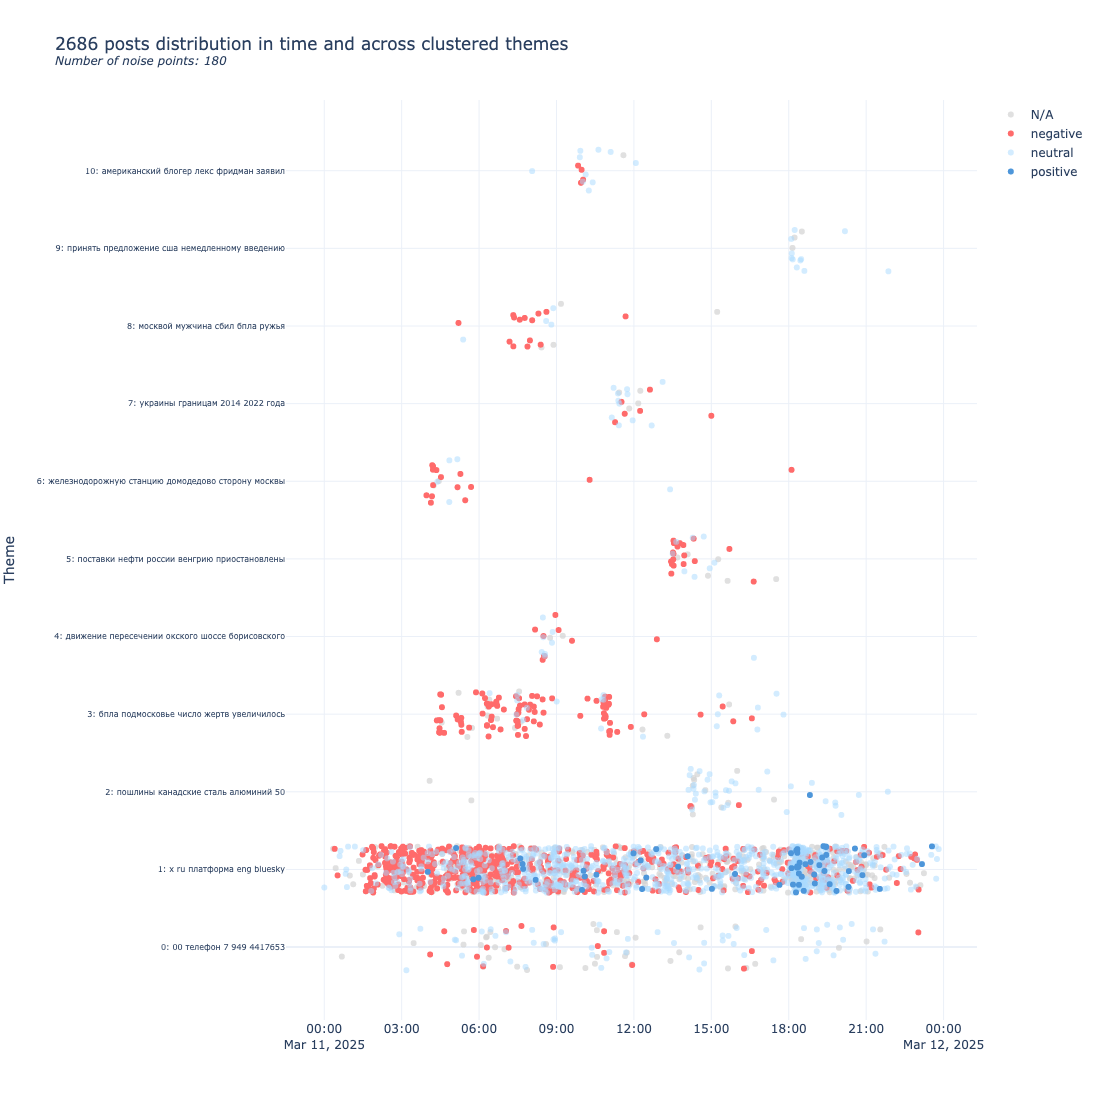 2686 posts distribution in time and across clustered themes
Number of noise points: 180
N/A
negative
neutral
positive
Theme
10: американский блогер лекс фридман заявил
9: принять предложение сша немедленному введению
8: москвой мужчина сбил бпла ружья
7: украины границам 2014 2022 года
6: железнодорожную станцию домодедово сторону москвы
5: поставки нефти россии венгрию приостановлены
4: движение пересечении окского шоссе борисовского
3: бпла подмосковье число жертв увеличилось
2: пошлины канадские сталь алюминий 50
1: x ru платформа eng bluesky
0: 00 телефон 7 949 4417653
00:00 03:00 06:00 09:00 12:00 15:00 18:00 21:00 00:00
Mar 11, 2025 Mar 12, 2025